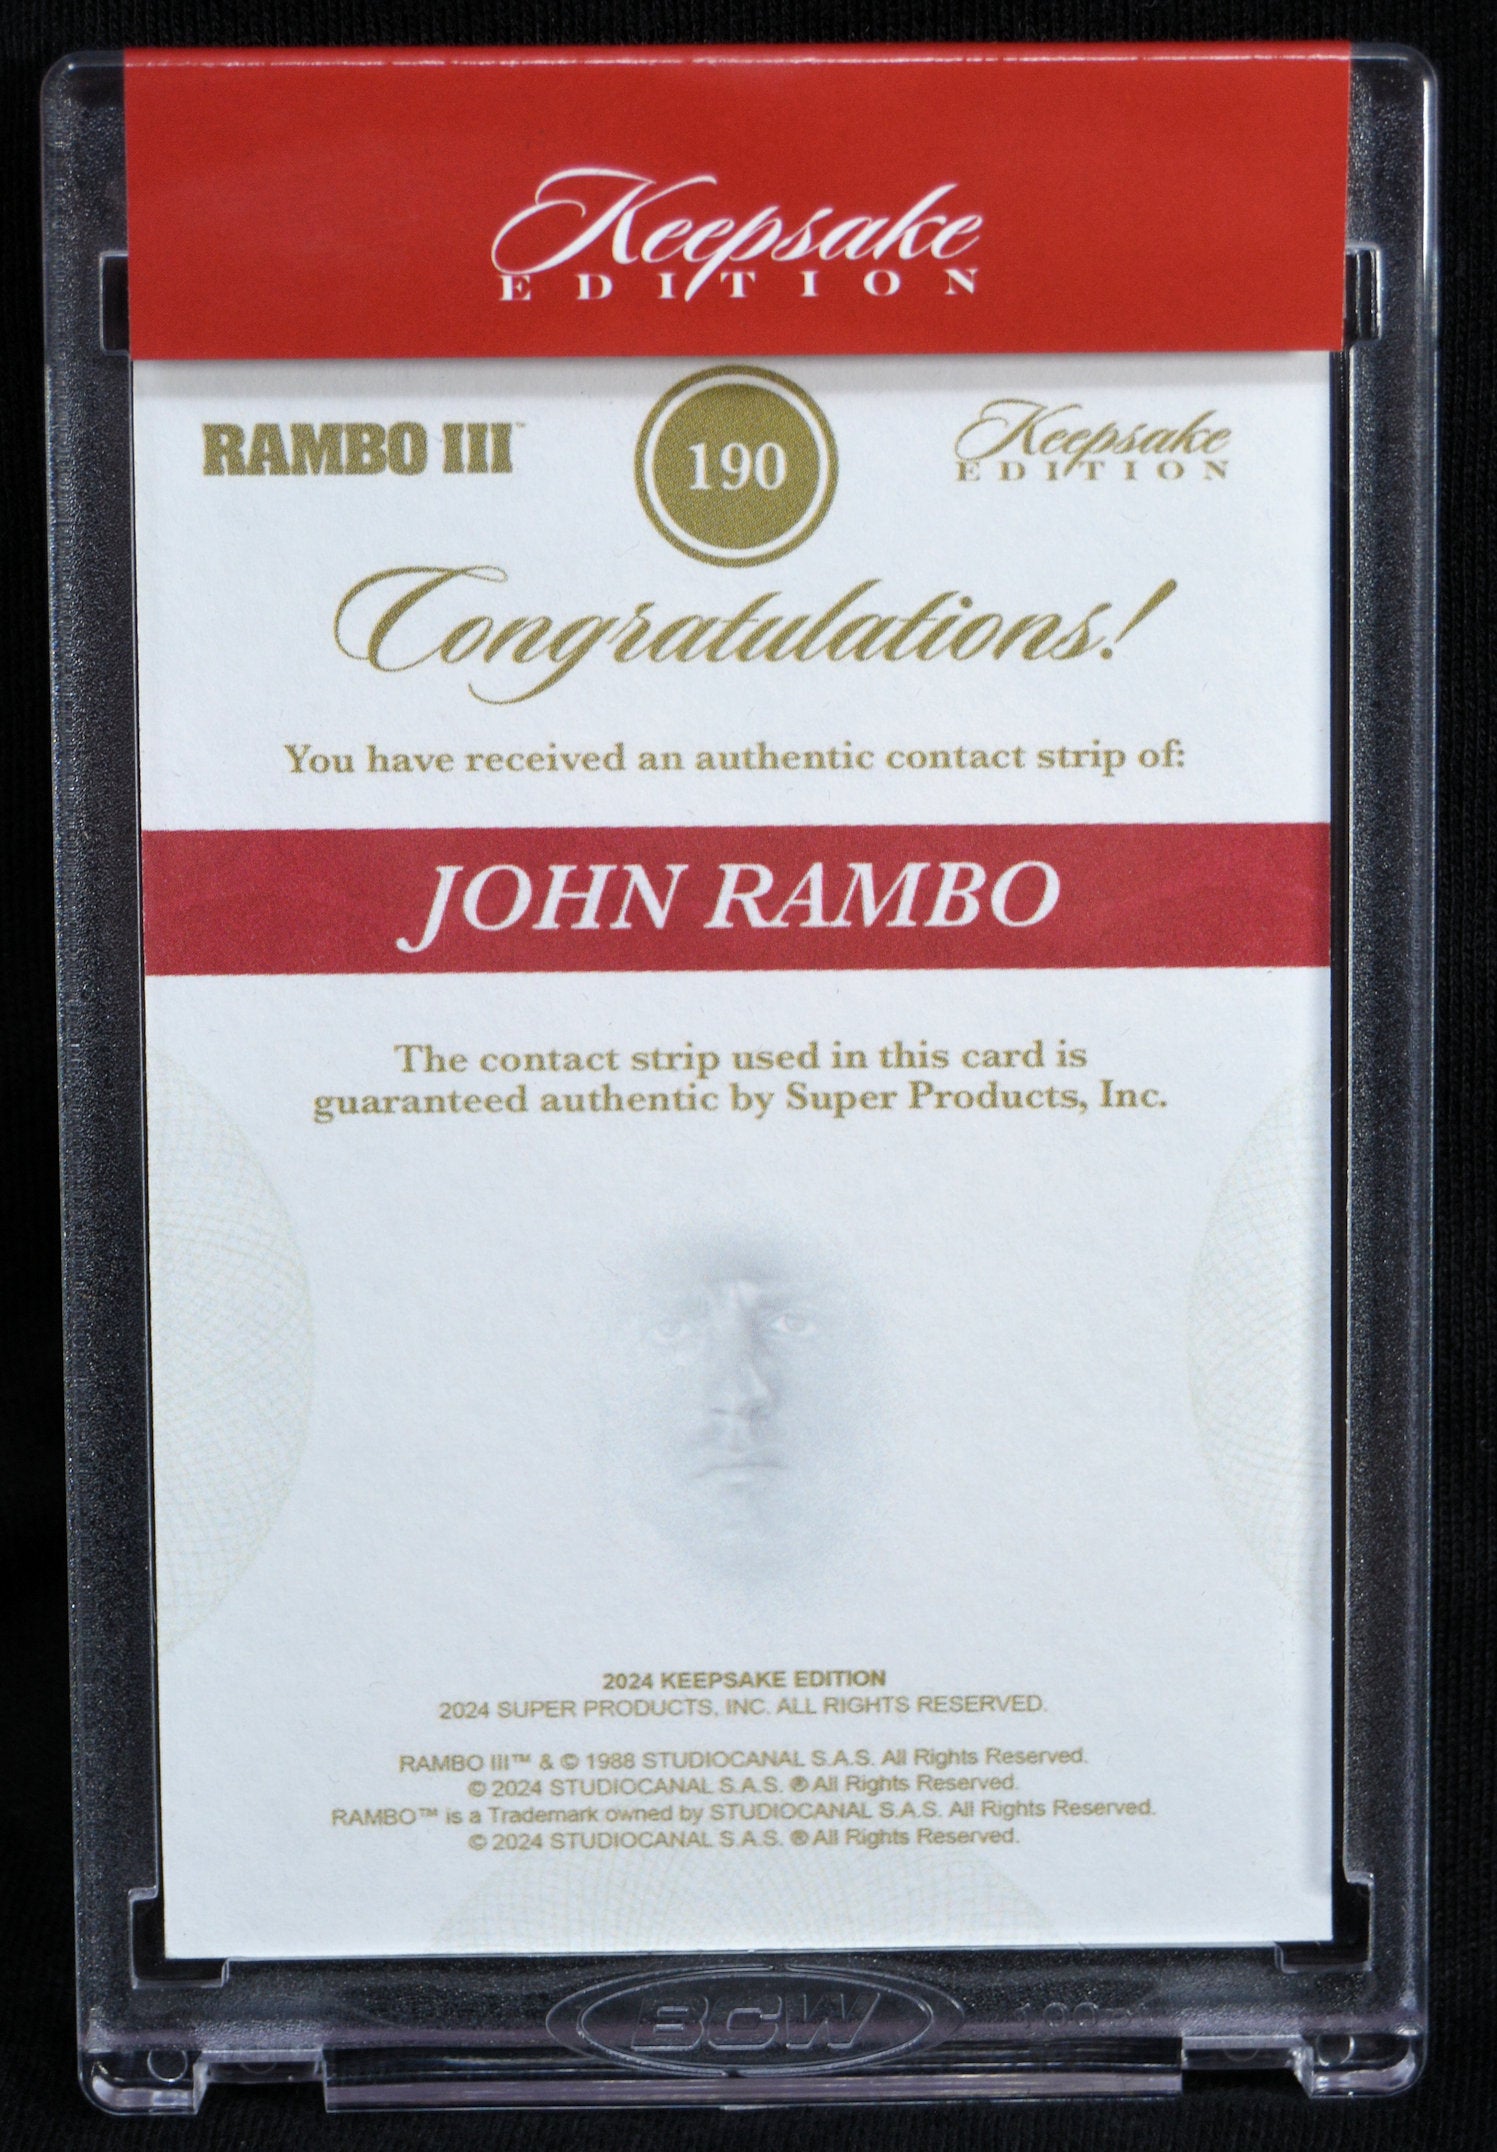 Keepsake
EDITION
RAMBO III™
190
Keepsake
EDITION
Congratulations!
You have received an authentic contact strip of:
JOHN RAMBO
The contact strip used in this card is
guaranteed authentic by Super Products, Inc.
2024 KEEPSAKE EDITION
2024 SUPER PRODUCTS, INC. ALL RIGHTS RESERVED.
RAMBO III™ & © 1988 STUDIOCANAL S.A.S. All Rights Reserved.
© 2024 STUDIOCANAL S.A.S. ® All Rights Reserved.
RAMBO™ is a Trademark owned by STUDIOCANAL S.A.S. All Rights Reserved.
© 2024 STUDIOCANAL S.A.S. ® All Rights Reserved.
BCW